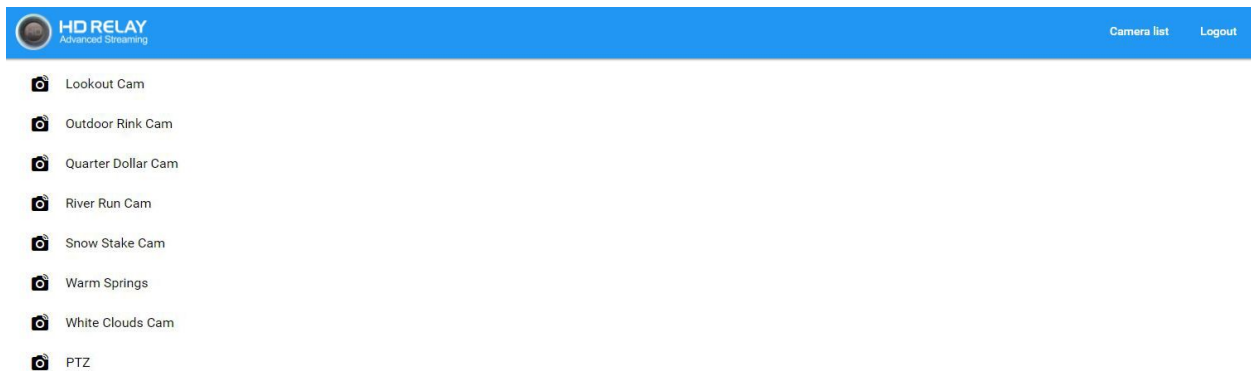 HD RELAY
Advanced Streaming
Camera list
Logout
Lookout Cam
Outdoor Rink Cam
Quarter Dollar Cam
River Run Cam
Snow Stake Cam
Warm Springs
White Clouds Cam
PTZ